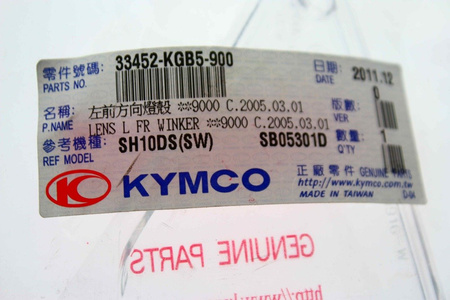 零件號碼: 33452-KGB5-900 日期: 2011.12
PARTS NO. DATE
名稱: 左前方向燈殼 ※9000 C.2005.03.01 版數: 0
P.NAME LENS L FR WINKER ※9000 C.2005.03.01 VER
參考機種: SH10DS(SW) SB05301D 數量: 1
REF MODEL Q'TY
KYMCO 正廠零件 GENUINE PARTS
http://www.kymco.com.tw
MADE IN TAIWAN
GENUINE PARTS